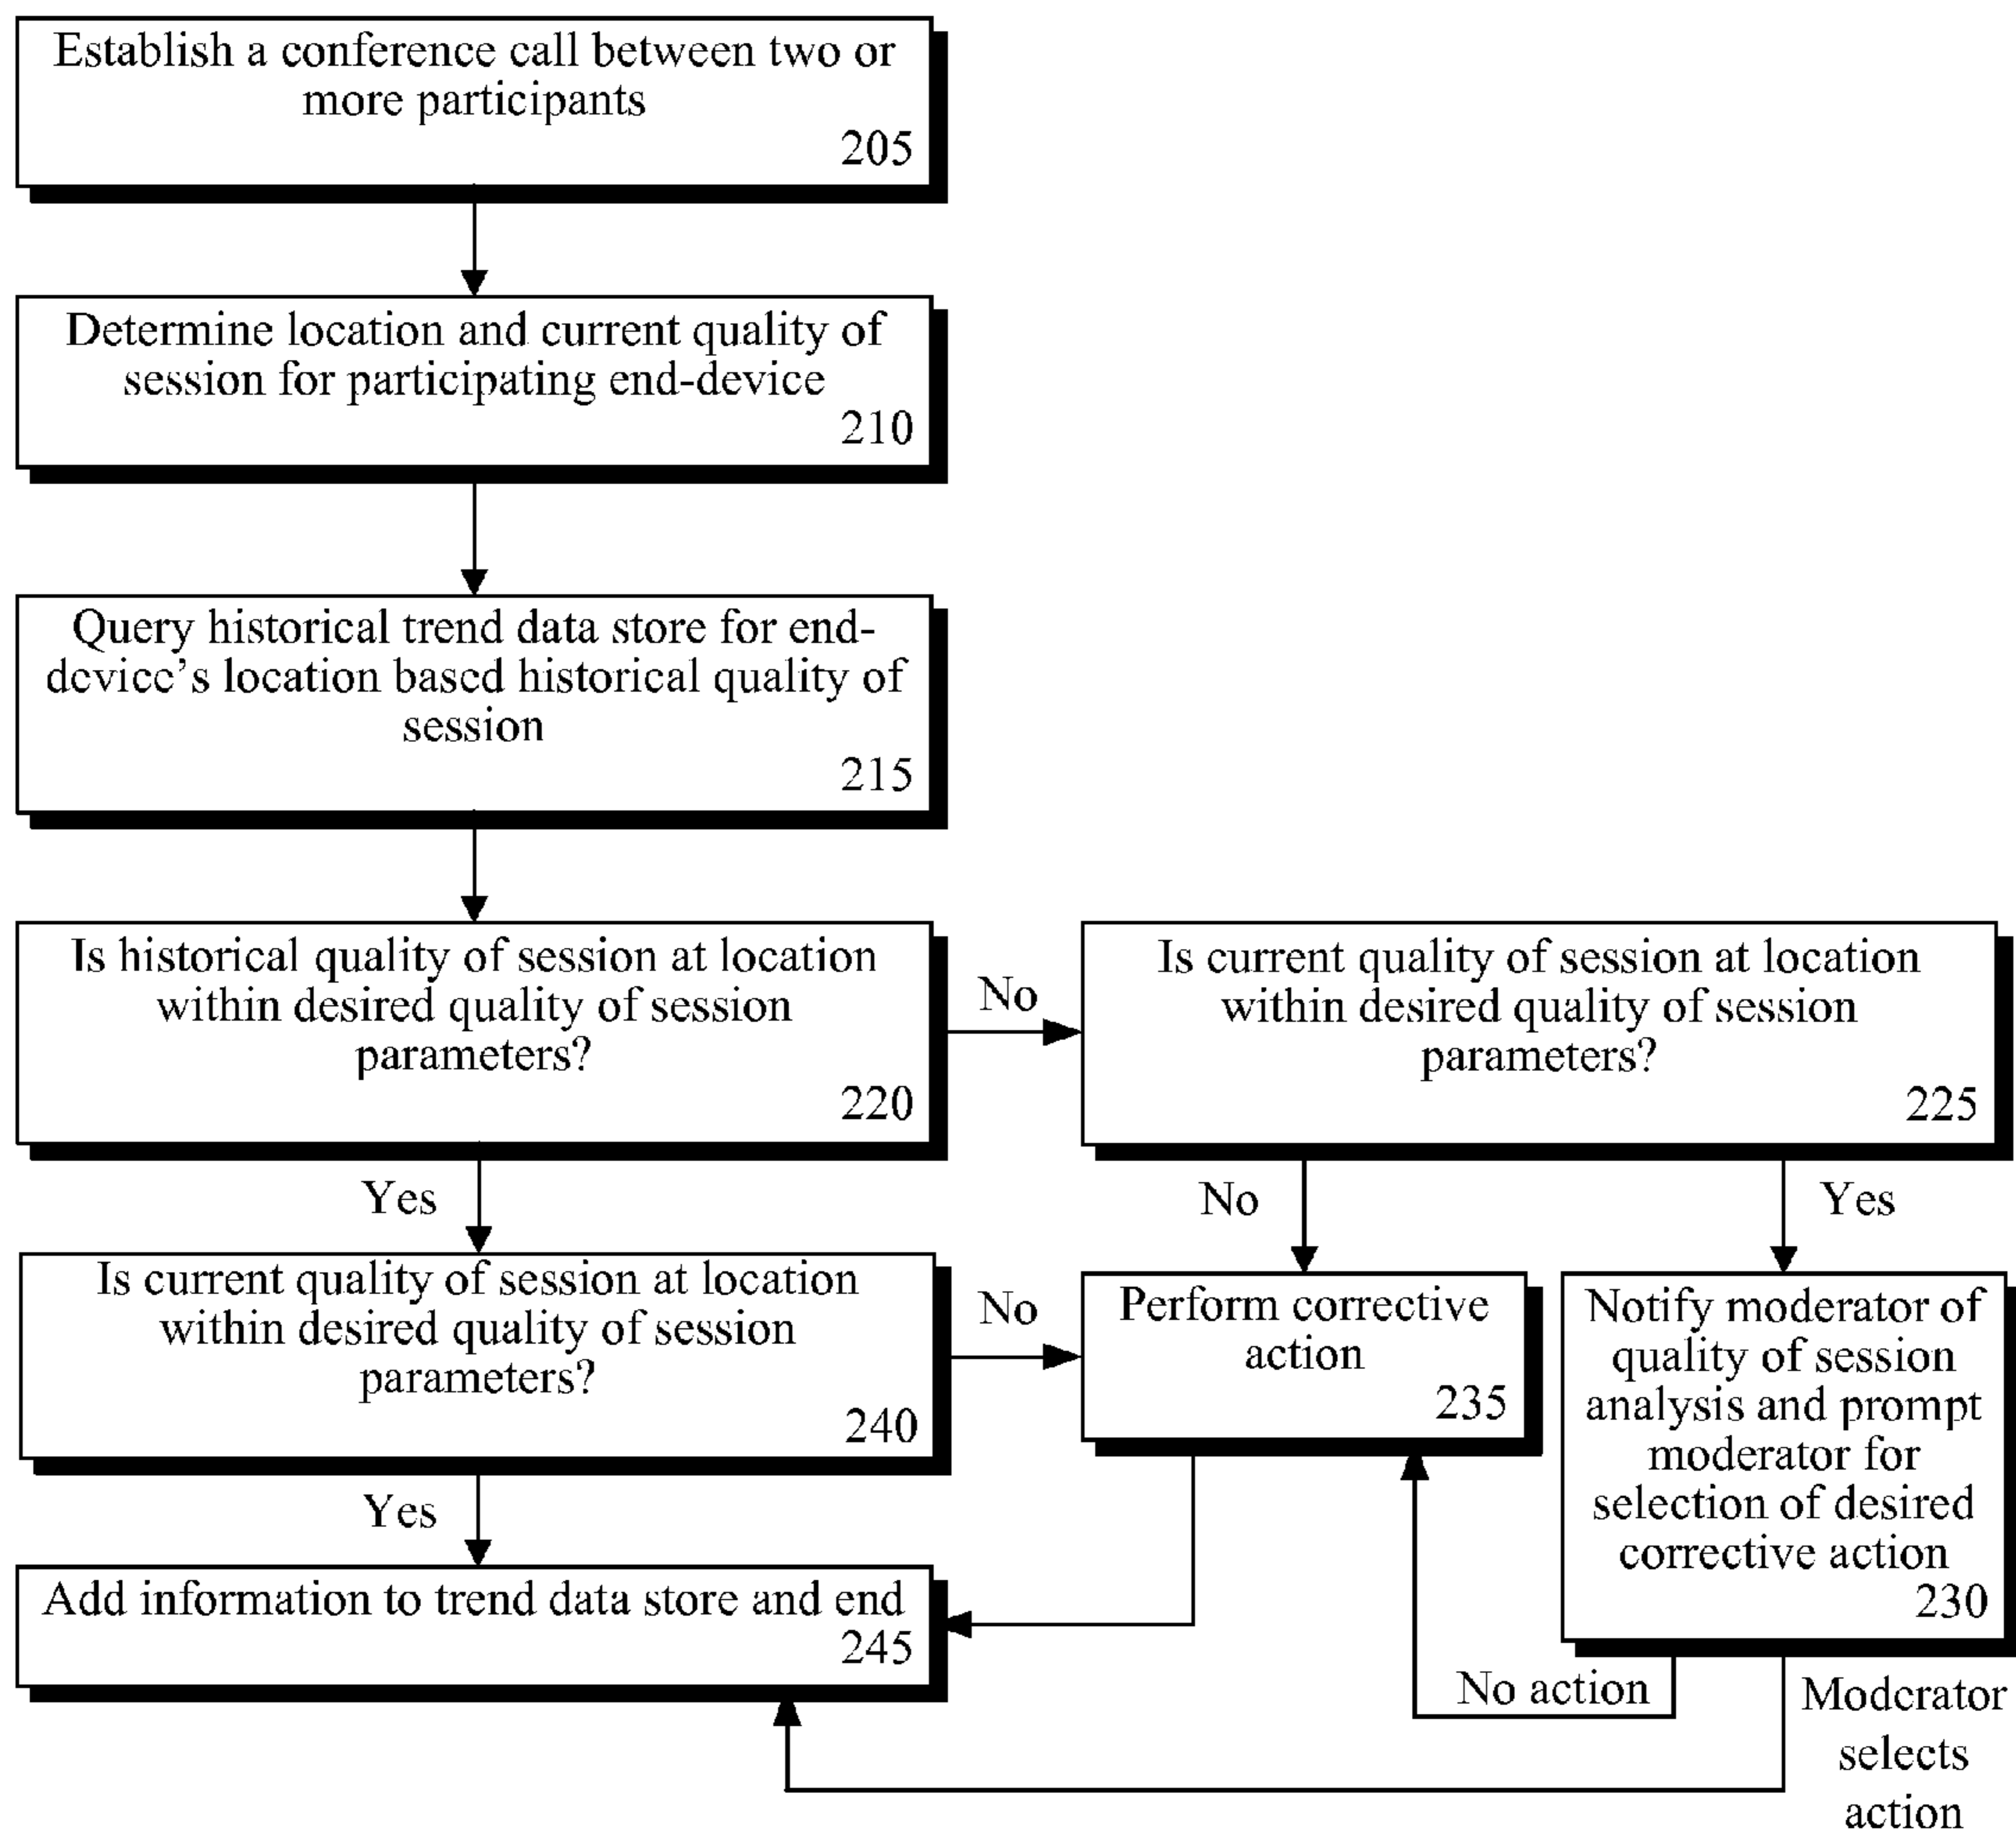 Establish a conference call between two or
more participants
205
Determine location and current quality of
session for participating end-device
210
Query historical trend data store for end-
device's location based historical quality of
session
215
Is historical quality of session at location
within desired quality of session
parameters?
220
No
Is current quality of session at location
within desired quality of session
parameters?
225
Yes
No
Yes
Is current quality of session at location
within desired quality of session
parameters?
240
No
Perform corrective
action
235
Notify moderator of
quality of session
analysis and prompt
moderator for
selection of desired
corrective action
230
Yes
Add information to trend data store and end
245
No action
Moderator
selects
action